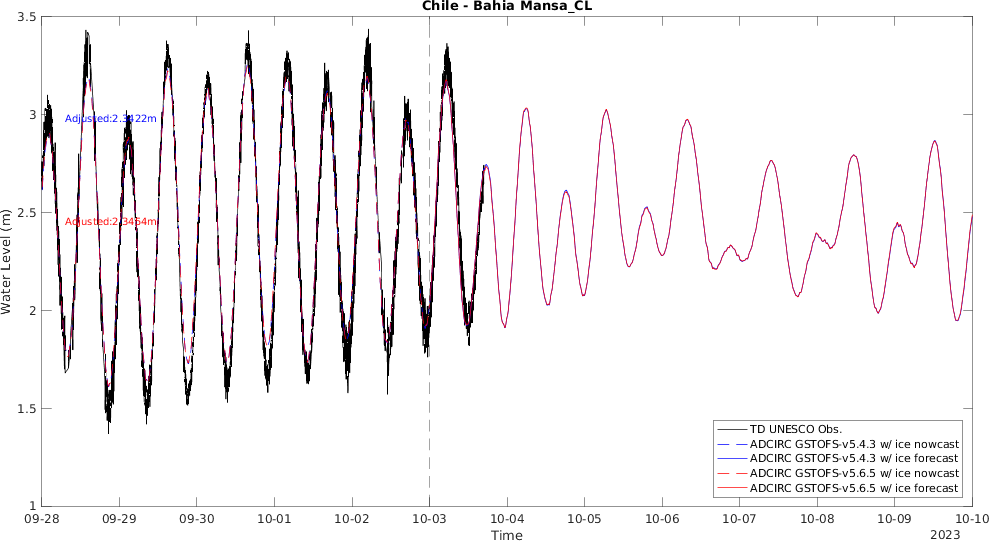 Chile - Bahia Mansa_CL
3.5
3
2.5
2
1.5
1
Water Level (m)
Adjusted:2.3422m
Adjusted:2.3464m
TD UNESCO Obs.
ADCIRC GSTOFS-v5.4.3 w/ ice nowcast
ADCIRC GSTOFS-v5.4.3 w/ ice forecast
ADCIRC GSTOFS-v5.6.5 w/ ice nowcast
ADCIRC GSTOFS-v5.6.5 w/ ice forecast
09-28 09-29 09-30 10-01 10-02 10-03 10-04 10-05 10-06 10-07 10-08 10-09 10-10
Time
2023